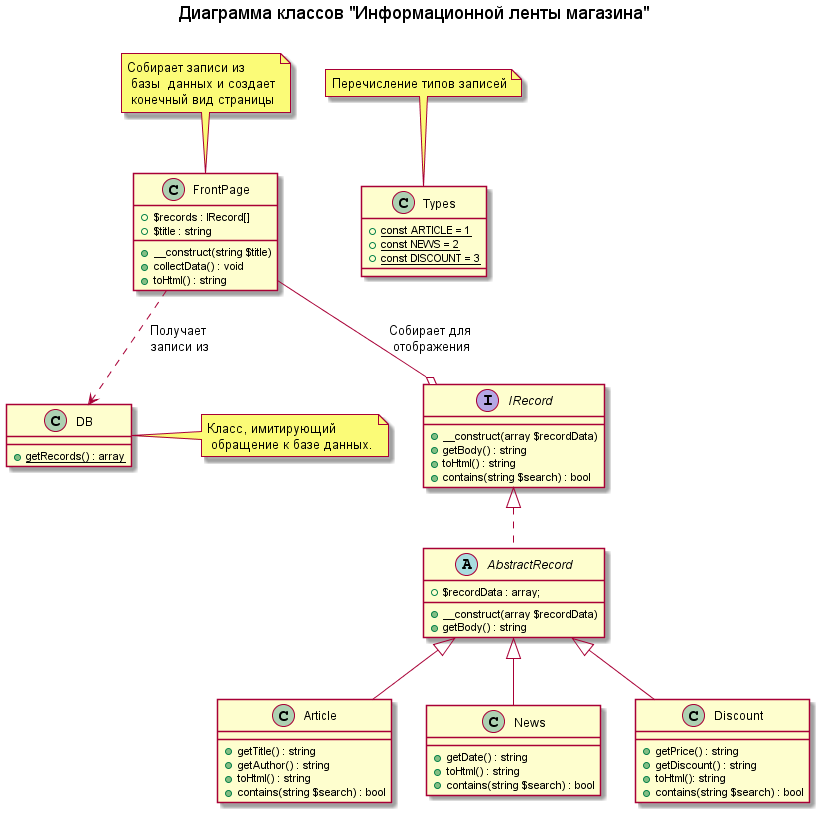 Диаграмма классов "Информационной ленты магазина"
Собирает записи из
базы  данных и создает
конечный вид страницы
Перечисление типов записей
C FrontPage
$records : IRecord[]
$title : string
__construct(string $title)
collectData() : void
toHtml() : string
C Types
const ARTICLE = 1
const NEWS = 2
const DISCOUNT = 3
Получает
записи из
Собирает для
отображения
C DB
getRecords() : array
Класс, имитирующий
обращение к базе данных.
I IRecord
__construct(array $recordData)
getBody() : string
toHtml() : string
contains(string $search) : bool
A AbstractRecord
$recordData : array;
__construct(array $recordData)
getBody() : string
C Article
getTitle() : string
getAuthor() : string
toHtml() : string
contains(string $search) : bool
C News
getDate() : string
toHtml() : string
contains(string $search) : bool
C Discount
getPrice() : string
getDiscount() : string
toHtml(): string
contains(string $search) : bool